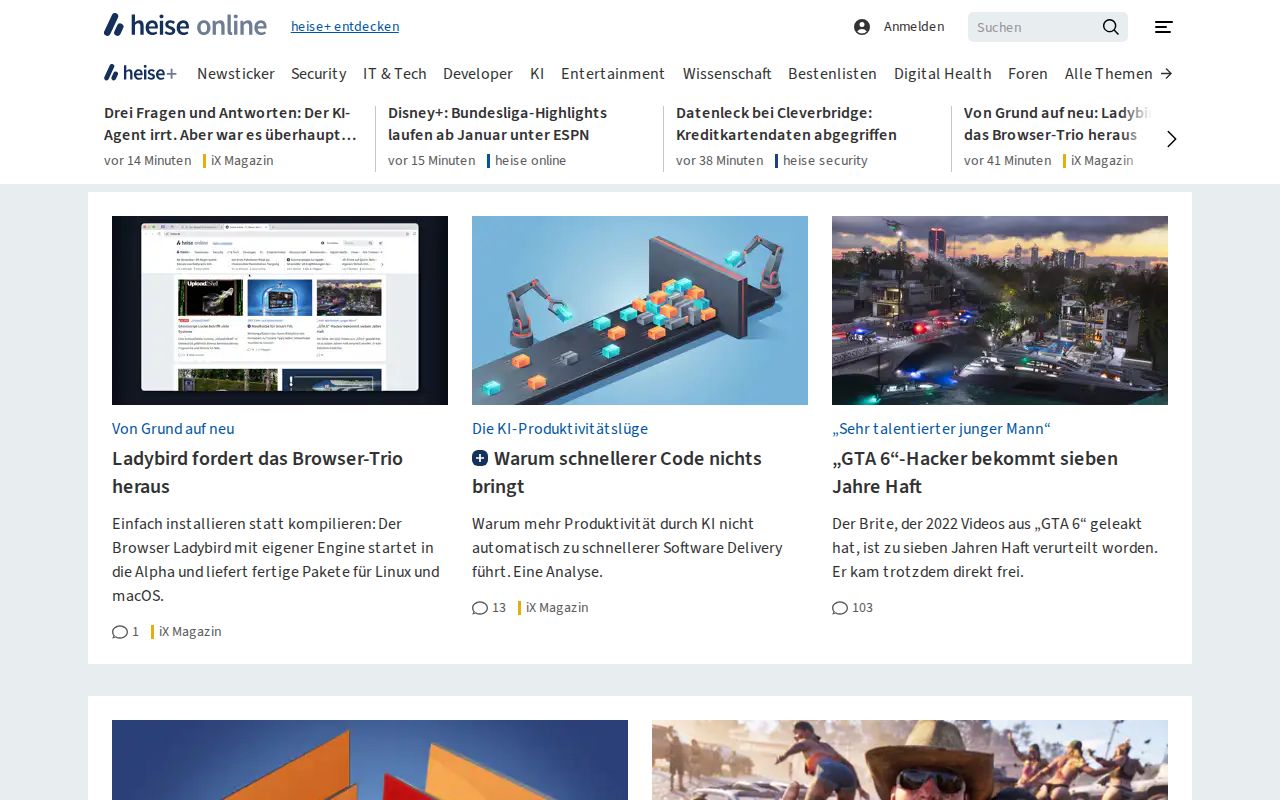 heise online
heise+ entdecken
Anmelden
Suchen
heise+
Newsticker
Security
IT & Tech
Developer
KI
Entertainment
Wissenschaft
Bestenlisten
Digital Health
Foren
Alle Themen
Drei Fragen und Antworten: Der KI-
Agent irrt. Aber war es überhaupt…
vor 14 Minuten
iX Magazin
Disney+: Bundesliga-Highlights
laufen ab Januar unter ESPN
vor 15 Minuten
heise online
Datenleck bei Cleverbridge:
Kreditkartendaten abgegriffen
vor 38 Minuten
heise security
Von Grund auf neu:
das Browser-Trio heraus
vor 41 Minuten
iX Magazin
Von Grund auf neu
Ladybird fordert das Browser-Trio
heraus
Einfach installieren statt kompilieren: Der
Browser Ladybird mit eigener Engine startet in
die Alpha und liefert fertige Pakete für Linux und
macOS.
1
iX Magazin
Die KI-Produktivitätslüge
Warum schnellerer Code nichts
bringt
Warum mehr Produktivität durch KI nicht
automatisch zu schnellerer Software Delivery
führt. Eine Analyse.
13
iX Magazin
„Sehr talentierter junger Mann“
„GTA 6“-Hacker bekommt sieben
Jahre Haft
Der Brite, der 2022 Videos aus „GTA 6“ geleakt
hat, ist zu sieben Jahren Haft verurteilt worden.
Er kam trotzdem direkt frei.
103